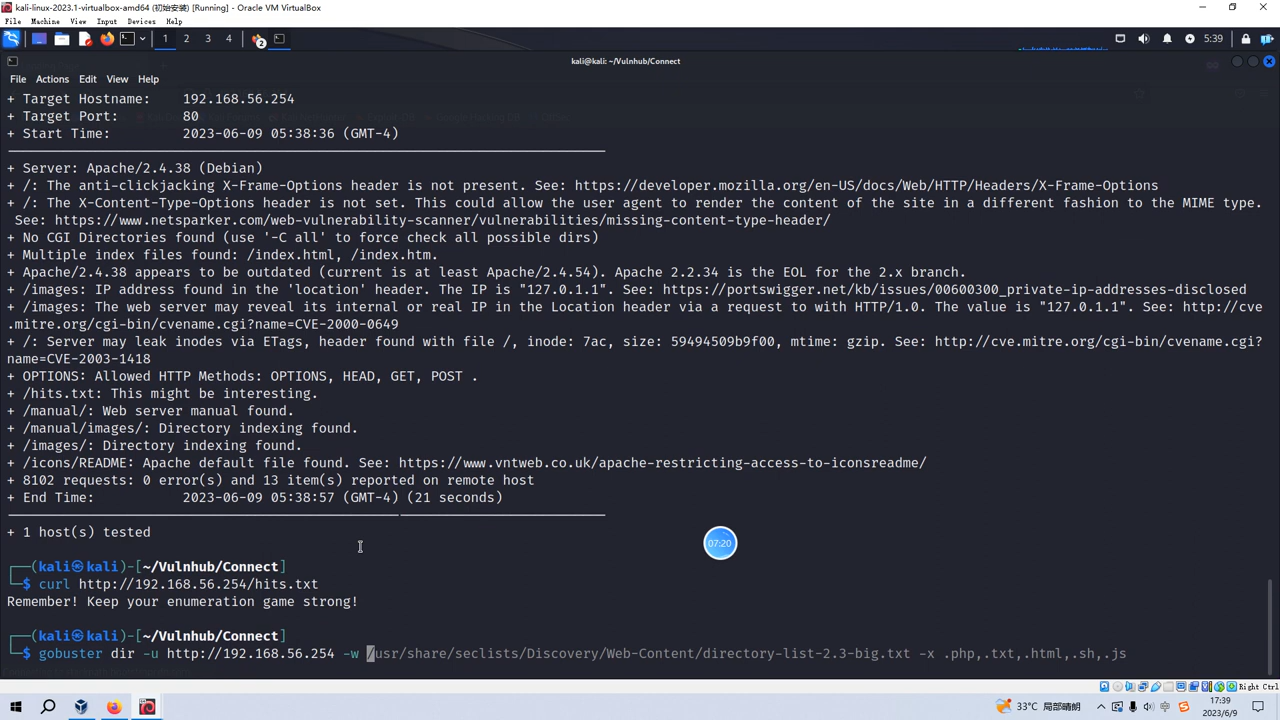 kali-linux-2023.1-virtualbox-amd64 (初始安装) [Running] - Oracle VM VirtualBox
File Machine View Input Devices Help
1 2 3 4 2 5:39
kali@kali: ~/Vulnhub/Connect
File Actions Edit View Help
+ Target Hostname: 192.168.56.254
+ Target Port: 80
+ Start Time: 2023-06-09 05:38:36 (GMT-4)
+ Server: Apache/2.4.38 (Debian)
+ /: The anti-clickjacking X-Frame-Options header is not present. See: https://developer.mozilla.org/en-US/docs/Web/HTTP/Headers/X-Frame-Options
+ /: The X-Content-Type-Options header is not set. This could allow the user agent to render the content of the site in a different fashion to the MIME type.
See: https://www.netsparker.com/web-vulnerability-scanner/vulnerabilities/missing-content-type-header/
+ No CGI Directories found (use '-C all' to force check all possible dirs)
+ Multiple index files found: /index.html, /index.htm.
+ Apache/2.4.38 appears to be outdated (current is at least Apache/2.4.54). Apache 2.2.34 is the EOL for the 2.x branch.
+ /images: IP address found in the 'location' header. The IP is "127.0.1.1". See: https://portswigger.net/kb/issues/00600300_private-ip-addresses-disclosed
+ /images: The web server may reveal its internal or real IP in the Location header via a request to with HTTP/1.0. The value is "127.0.1.1". See: http://cve
.mitre.org/cgi-bin/cvename.cgi?name=CVE-2000-0649
+ /: Server may leak inodes via ETags, header found with file /, inode: 7ac, size: 59494509b9f00, mtime: gzip. See: http://cve.mitre.org/cgi-bin/cvename.cgi?
name=CVE-2003-1418
+ OPTIONS: Allowed HTTP Methods: OPTIONS, HEAD, GET, POST .
+ /hits.txt: This might be interesting.
+ /manual/: Web server manual found.
+ /manual/images/: Directory indexing found.
+ /images/: Directory indexing found.
+ /icons/README: Apache default file found. See: https://www.vntweb.co.uk/apache-restricting-access-to-iconsreadme/
+ 8102 requests: 0 error(s) and 13 item(s) reported on remote host
+ End Time: 2023-06-09 05:38:57 (GMT-4) (21 seconds)
+ 1 host(s) tested
07:20
┌──(kali㉿kali)-[~/Vulnhub/Connect]
└─$ curl http://192.168.56.254/hits.txt
Remember! Keep your enumeration game strong!
┌──(kali㉿kali)-[~/Vulnhub/Connect]
└─$ gobuster dir -u http://192.168.56.254 -w /usr/share/seclists/Discovery/Web-Content/directory-list-2.3-big.txt -x .php,.txt,.html,.sh,.js
Right Ctrl
33°C 局部晴朗
中
17:39
2023/6/9